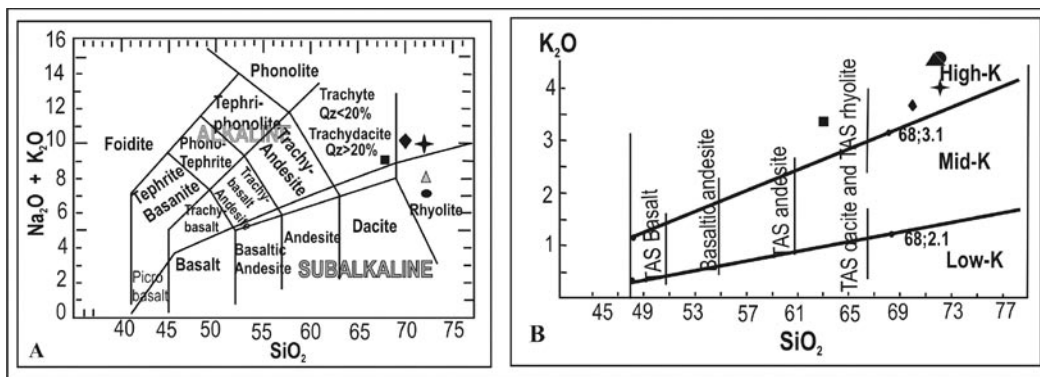 16
14
12
10
8
6
4
2
0
Na₂O + K₂O
Phonolite
Trachyte
Qz<20%
Tephri-
phonolite
ALKALINE
Trachydacite
Qz>20%
Foidite
Phono-
Tephrite
Trachy-
Andesite
Tephrite
Basanite
Trachy-
basalt
Andesite
Trachy-
basalt
Rhyolite
Dacite
Andesite
Basaltic
Andesite
Basalt
SUBALKALINE
Picro
basalt
40 45 50 55 60 65 70 75
SiO₂
A
K₂O
4
3
2
1
High-K
68;3.1
Mid-K
68;2.1
Low-K
TAS Basalt
Basaltic andesite
TAS andesite
TAS dacite and TAS rhyolite
45 49 53 57 61 65 69 73 77
SiO₂
B